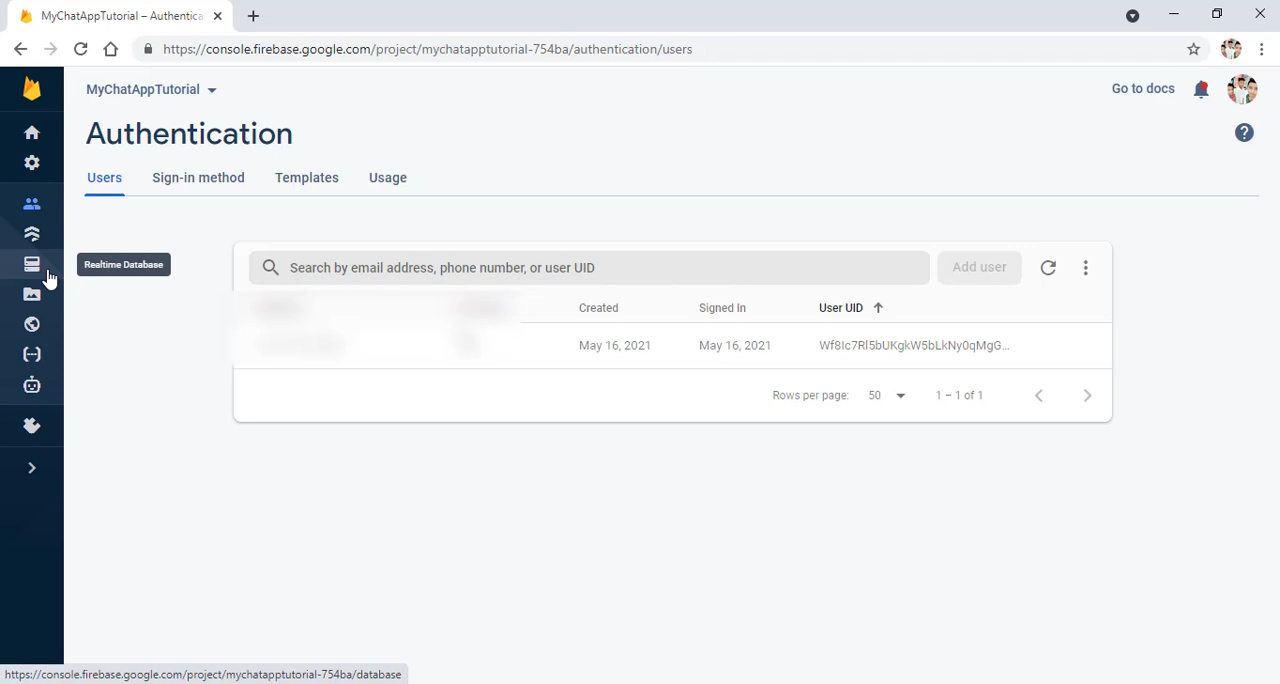 MyChatAppTutorial – Authentica
https://console.firebase.google.com/project/mychatapptutorial-754ba/authentication/users
MyChatAppTutorial
Go to docs
Authentication
Users
Sign-in method
Templates
Usage
Realtime Database
Search by email address, phone number, or user UID
Add user
Created
Signed In
User UID
May 16, 2021
May 16, 2021
Wf8Ic7Rl5bUKgkW5bLkNy0qMgG...
Rows per page:
50
1 – 1 of 1
https://console.firebase.google.com/project/mychatapptutorial-754ba/database